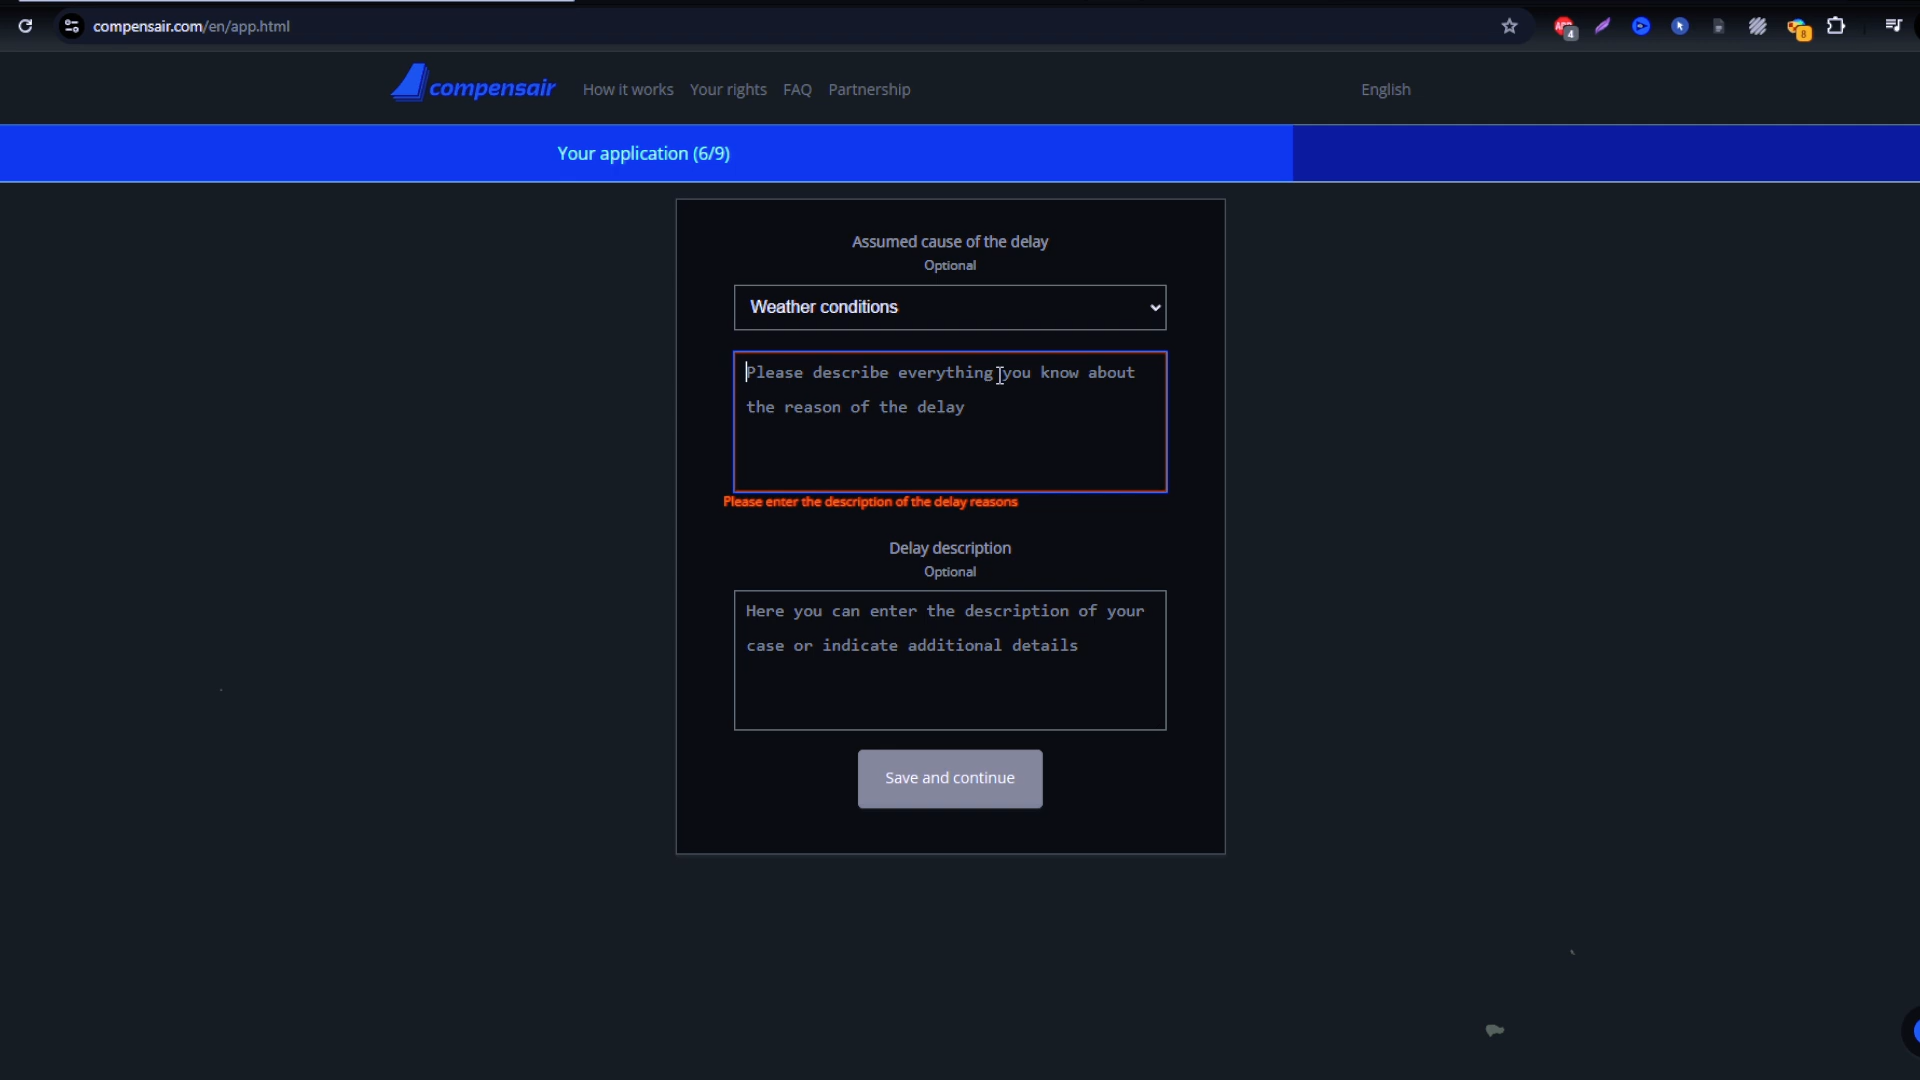 compensair.com/en/app.html
4
8
compensair
How it works
Your rights
FAQ
Partnership
English
Your application (6/9)
Assumed cause of the delay
Optional
Weather conditions
Please describe everything you know about
the reason of the delay
Please enter the description of the delay reasons
Delay description
Optional
Here you can enter the description of your
case or indicate additional details
Save and continue